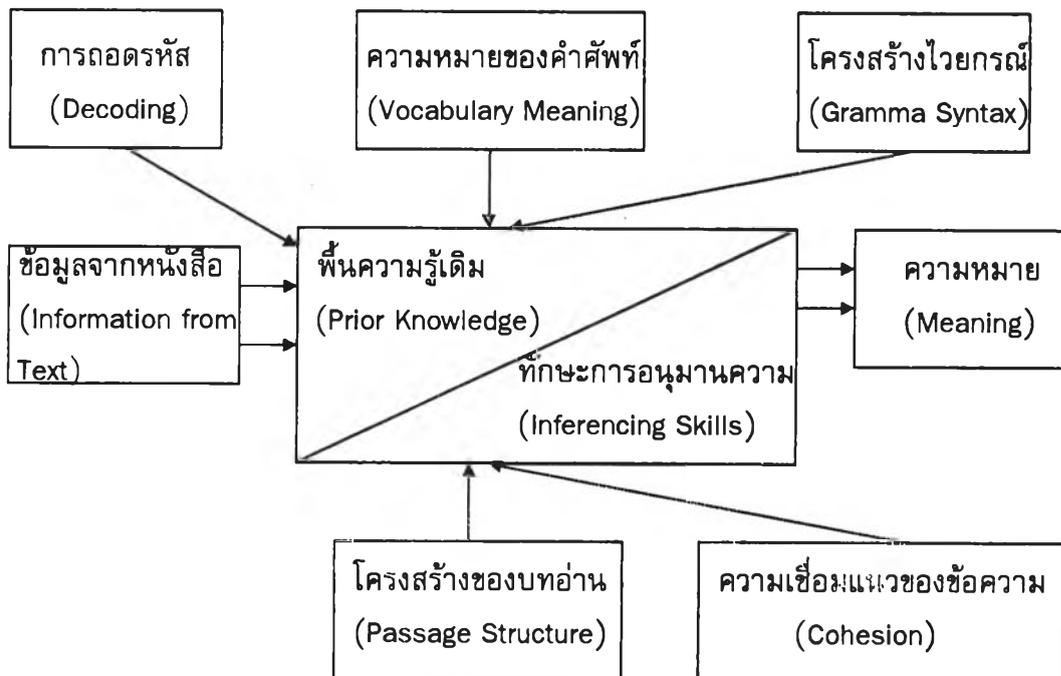 การถอดรหัส
(Decoding)
ความหมายของคำศัพท์
(Vocabulary Meaning)
โครงสร้างไวยกรณ์
(Gramma Syntax)
ข้อมูลจากหนังสือ
(Information from
Text)
พื้นความรู้เดิม
(Prior Knowledge)
ทักษะการอนุมานความ
(Inferencing Skills)
ความหมาย
(Meaning)
โครงสร้างของบทอ่าน
(Passage Structure)
ความเชื่อมแนวของข้อความ
(Cohesion)